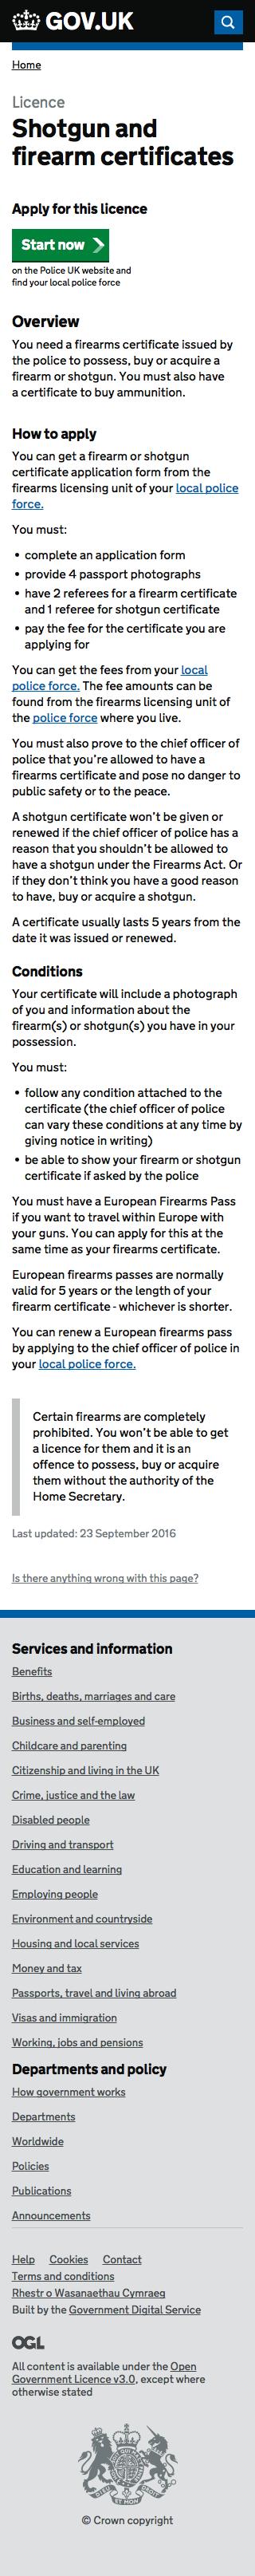 GOV.UK
Home
Licence
Shotgun and
firearm certificates
Apply for this licence
Start now
on the Police UK website and
find your local police force
Overview
You need a firearms certificate issued by
the police to possess, buy or acquire a
firearm or shotgun. You must also have
a certificate to buy ammunition.
How to apply
You can get a firearm or shotgun
certificate application form from the
firearms licensing unit of your local police
force.
You must:
• complete an application form
• provide 4 passport photographs
• have 2 referees for a firearm certificate
and 1 referee for shotgun certificate
• pay the fee for the certificate you are
applying for
You can get the fees from your local
police force. The fee amounts can be
found from the firearms licensing unit of
the police force where you live.
You must also prove to the chief officer of
police that you're allowed to have a
firearms certificate and pose no danger to
public safety or to the peace.
A shotgun certificate won't be given or
renewed if the chief officer of police has a
reason that you shouldn't be allowed to
have a shotgun under the Firearms Act. Or
if they don't think you have a good reason
to have, buy or acquire a shotgun.
A certificate usually lasts 5 years from the
date it was issued or renewed.
Conditions
Your certificate will include a photograph
of you and information about the
firearm(s) or shotgun(s) you have in your
possession.
You must:
• follow any condition attached to the
certificate (the chief officer of police
can vary these conditions at any time by
giving notice in writing)
• be able to show your firearm or shotgun
certificate if asked by the police
You must have a European Firearms Pass
if you want to travel within Europe with
your guns. You can apply for this at the
same time as your firearms certificate.
European firearms passes are normally
valid for 5 years or the length of your
firearm certificate - whichever is shorter.
You can renew a European firearms pass
by applying to the chief officer of police in
your local police force.
Certain firearms are completely
prohibited. You won't be able to get
a licence for them and it is an
offence to possess, buy or acquire
them without the authority of the
Home Secretary.
Last updated: 23 September 2016
Is there anything wrong with this page?
Services and information
Benefits
Births, deaths, marriages and care
Business and self-employed
Childcare and parenting
Citizenship and living in the UK
Crime, justice and the law
Disabled people
Driving and transport
Education and learning
Employing people
Environment and countryside
Housing and local services
Money and tax
Passports, travel and living abroad
Visas and immigration
Working, jobs and pensions
Departments and policy
How government works
Departments
Worldwide
Policies
Publications
Announcements
Help Cookies Contact
Terms and conditions
Rhestr o Wasanaethau Cymraeg
Built by the Government Digital Service
OGL
All content is available under the Open
Government Licence v3.0, except where
otherwise stated
© Crown copyright